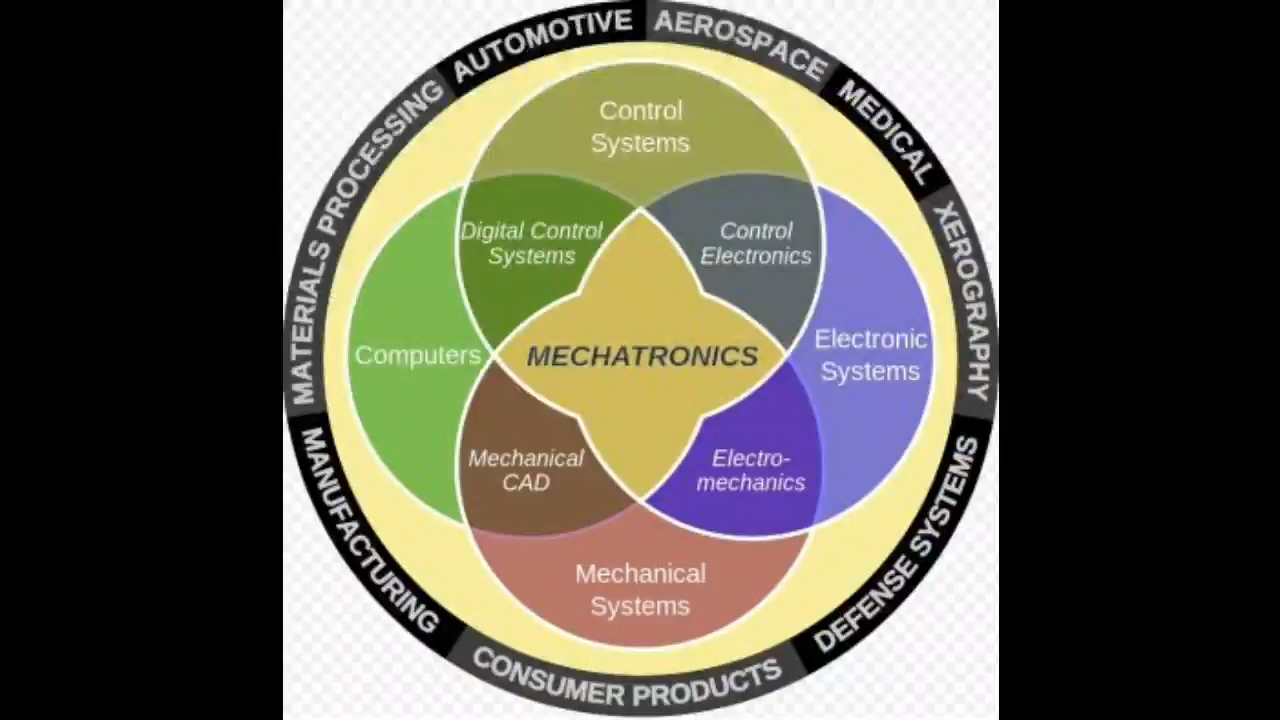 AUTOMOTIVE
AEROSPACE
MEDICAL
XEROGRAPHY
DEFENSE SYSTEMS
CONSUMER PRODUCTS
MANUFACTURING
MATERIALS PROCESSING
Control
Systems
Digital Control
Systems
Control
Electronics
Computers
MECHATRONICS
Electronic
Systems
Mechanical
CAD
Electro-
mechanics
Mechanical
Systems